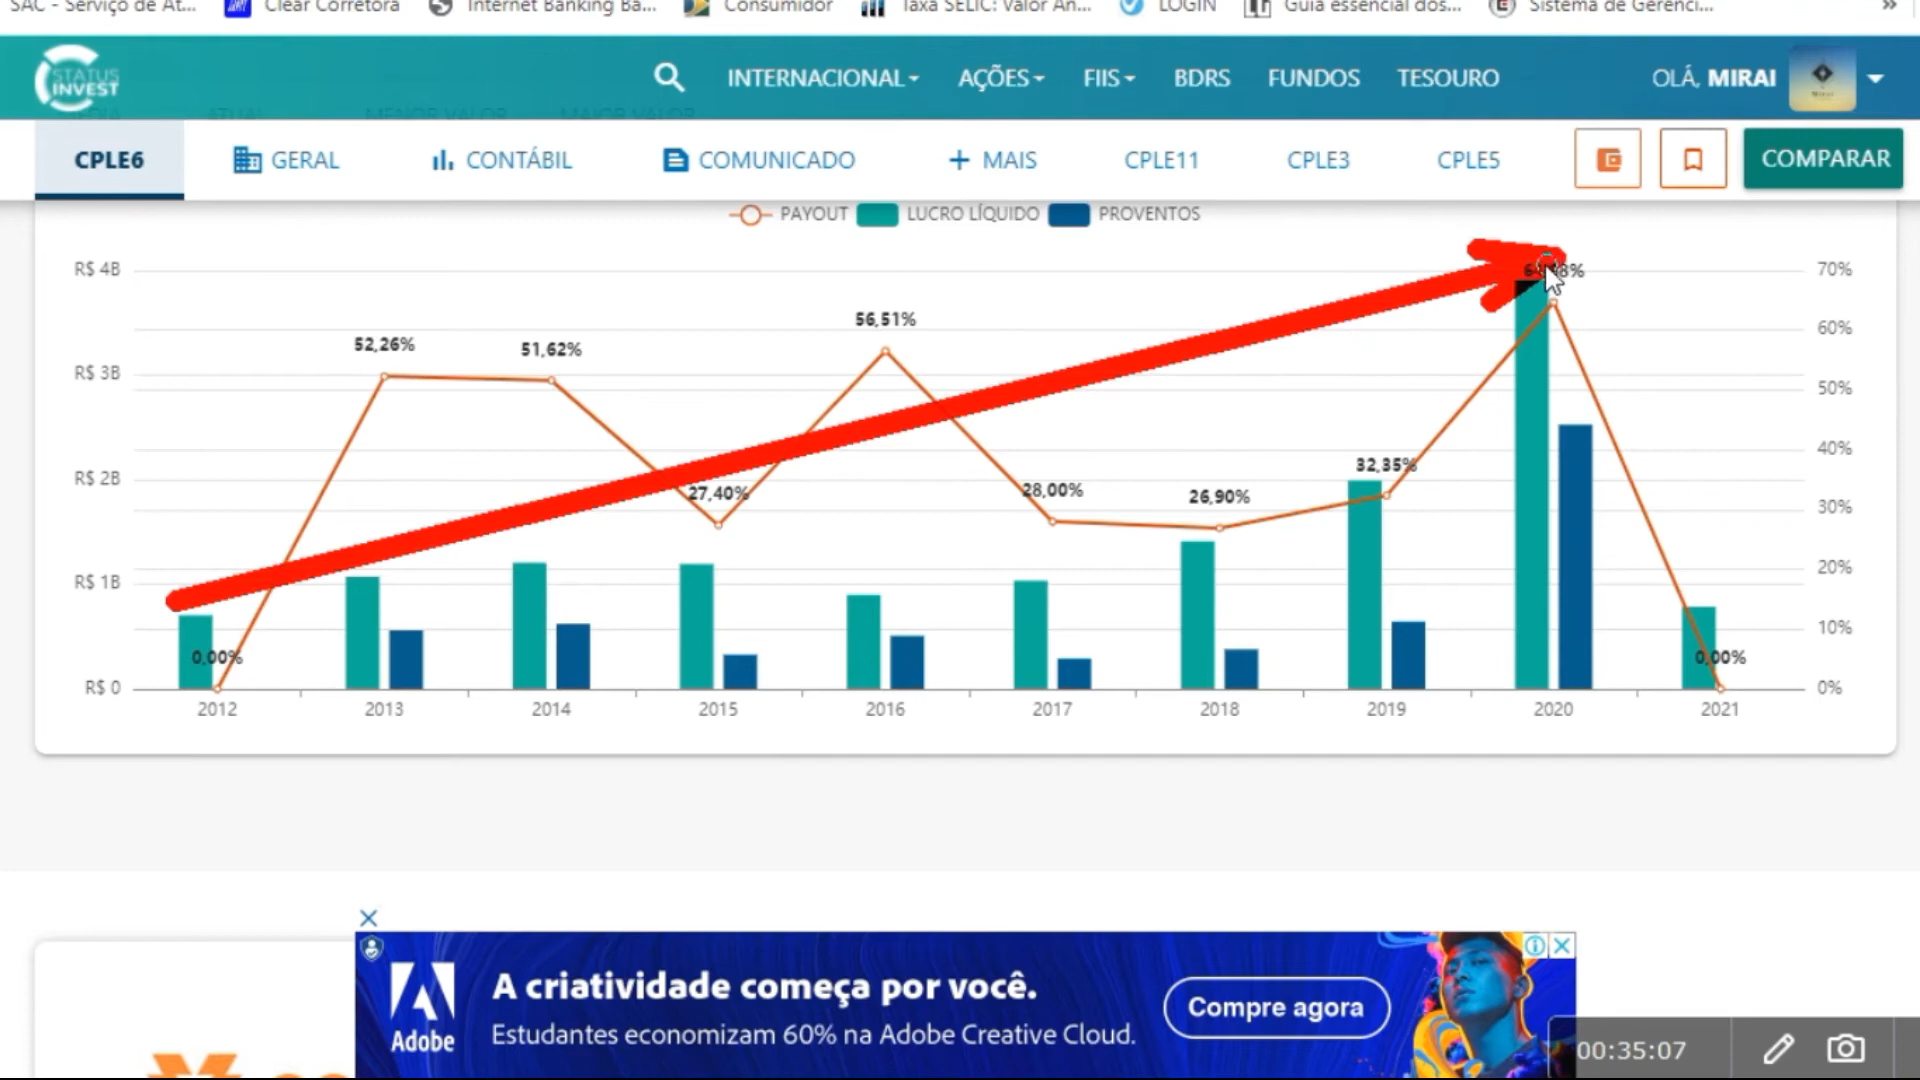 SAC - Serviço de At... Clear Corretora Internet Banking Ba... Consumidor Taxa SELIC: Valor An... LOGIN Guia essencial dos... Sistema de Gerenci... »
STATUS INVEST INTERNACIONAL AÇÕES FIIS BDRS FUNDOS TESOURO OLÁ, MIRAI
MENOR VALOR MAIOR VALOR
CPLE6 GERAL CONTÁBIL COMUNICADO + MAIS CPLE11 CPLE3 CPLE5 COMPARAR
PAYOUT LUCRO LÍQUIDO PROVENTOS
R$ 4B 70%
60%
56,51%
52,26% 51,62%
R$ 3B 50%
40%
32,35%
R$ 2B 27,40% 28,00% 26,90% 30%
R$ 1B 20%
10%
0,00% 0,00%
R$ 0 0%
2012 2013 2014 2015 2016 2017 2018 2019 2020 2021
A criatividade começa por você.
Adobe Estudantes economizam 60% na Adobe Creative Cloud.
Compre agora
00:35:07